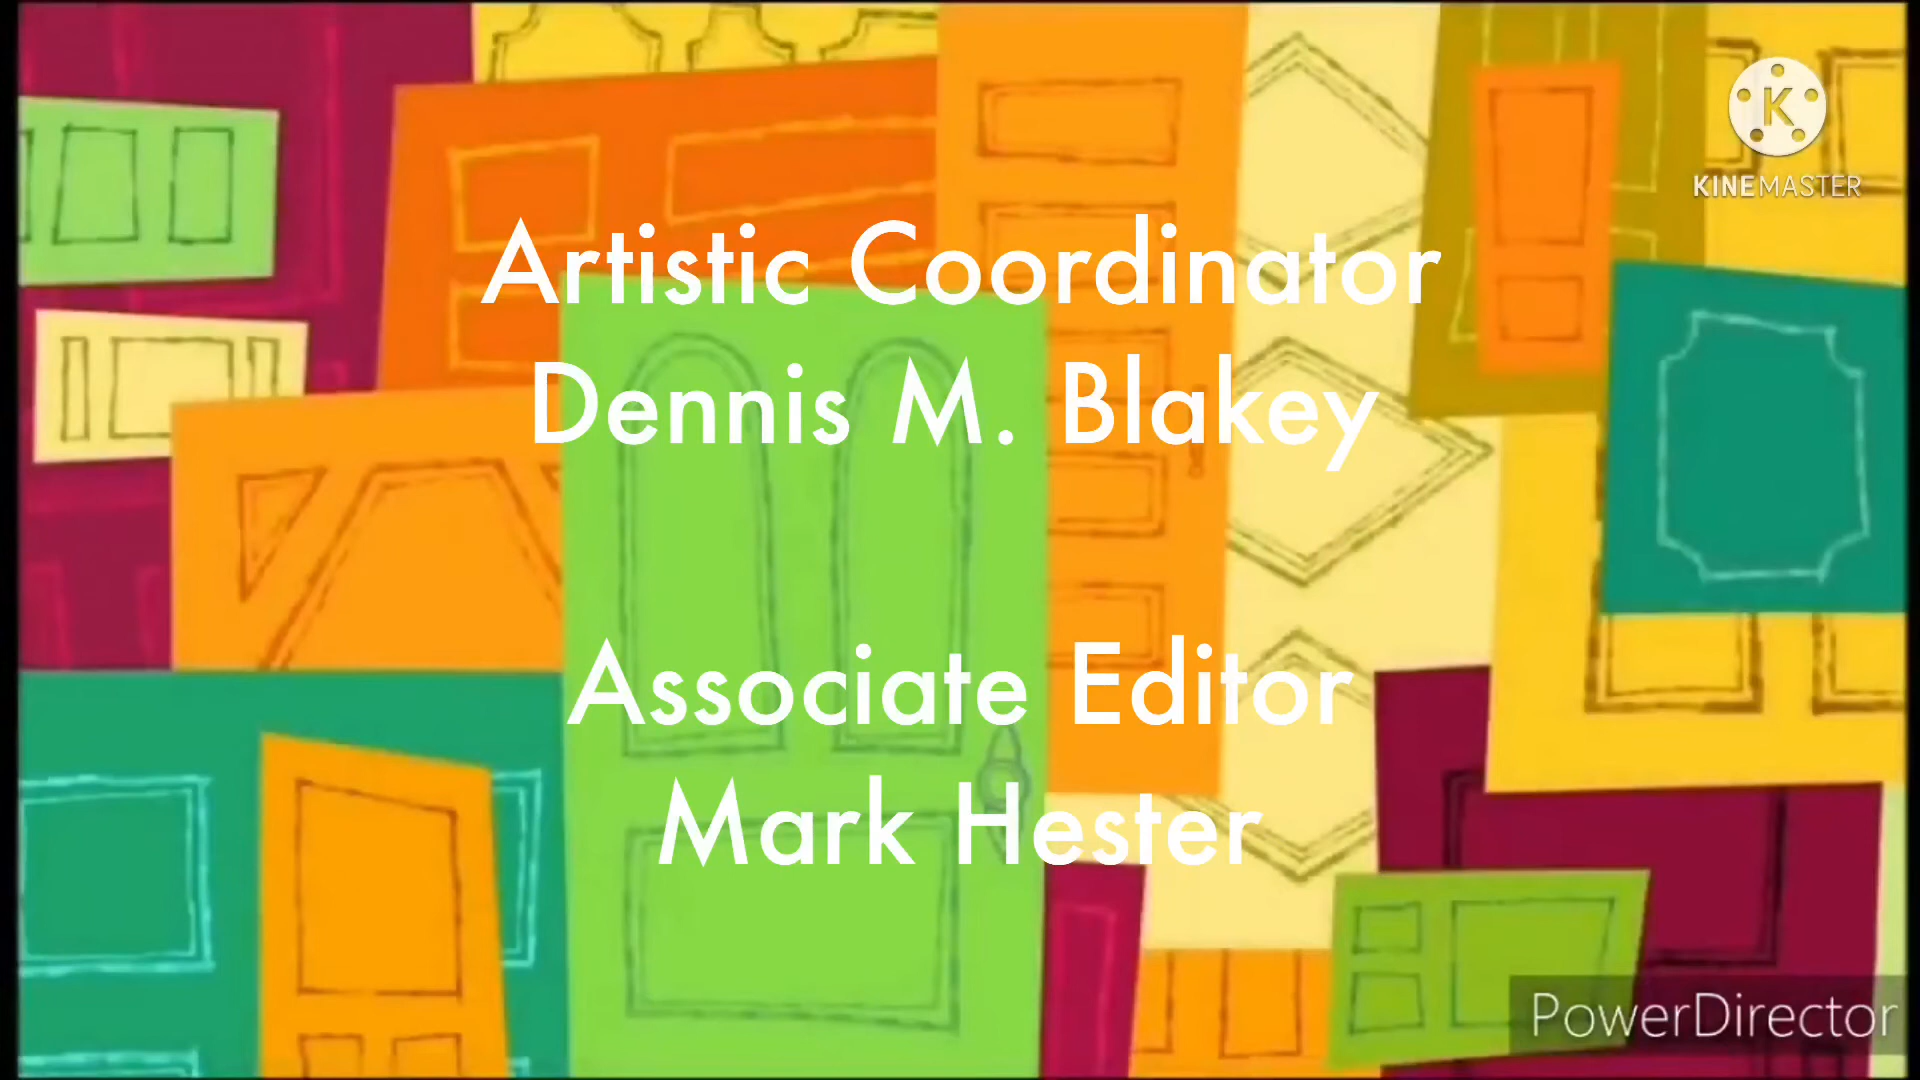 K
KINEMASTER
Artistic Coordinator
Dennis M. Blakey
Associate Editor
Mark Hester
PowerDirector